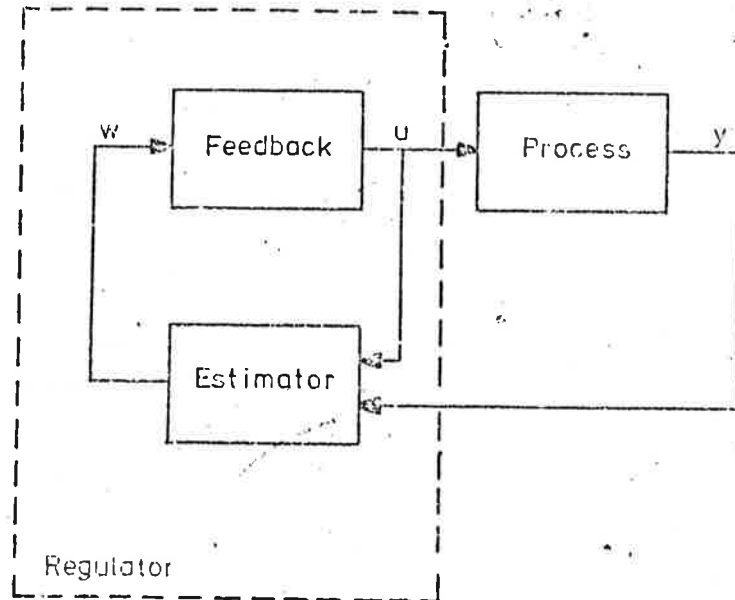 w
Feedback
u
Process
y
Estimator
Regulator